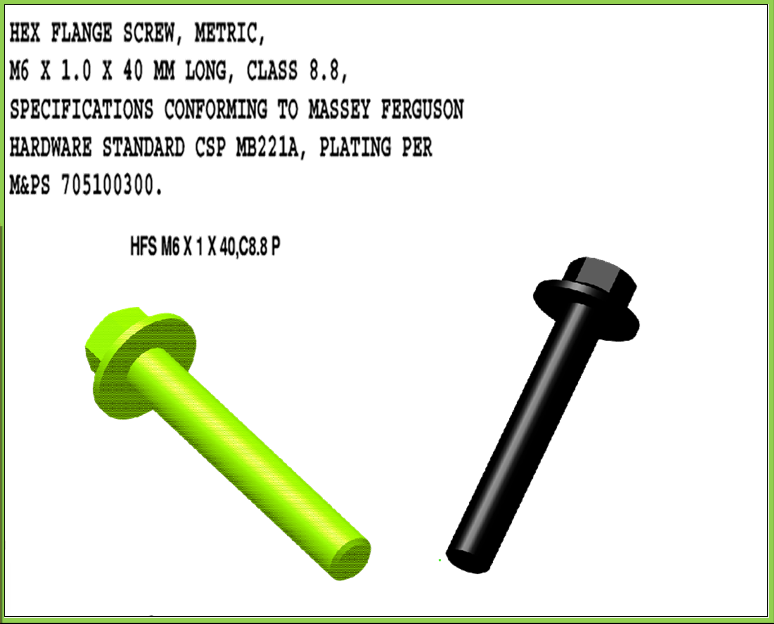 HEX FLANGE SCREW, METRIC,
M6 X 1.0 X 40 MM LONG, CLASS 8.8,
SPECIFICATIONS CONFORMING TO MASSEY FERGUSON
HARDWARE STANDARD CSP MB221A, PLATING PER
M&PS 705100300.
HFS M6 X 1 X 40,C8.8 P